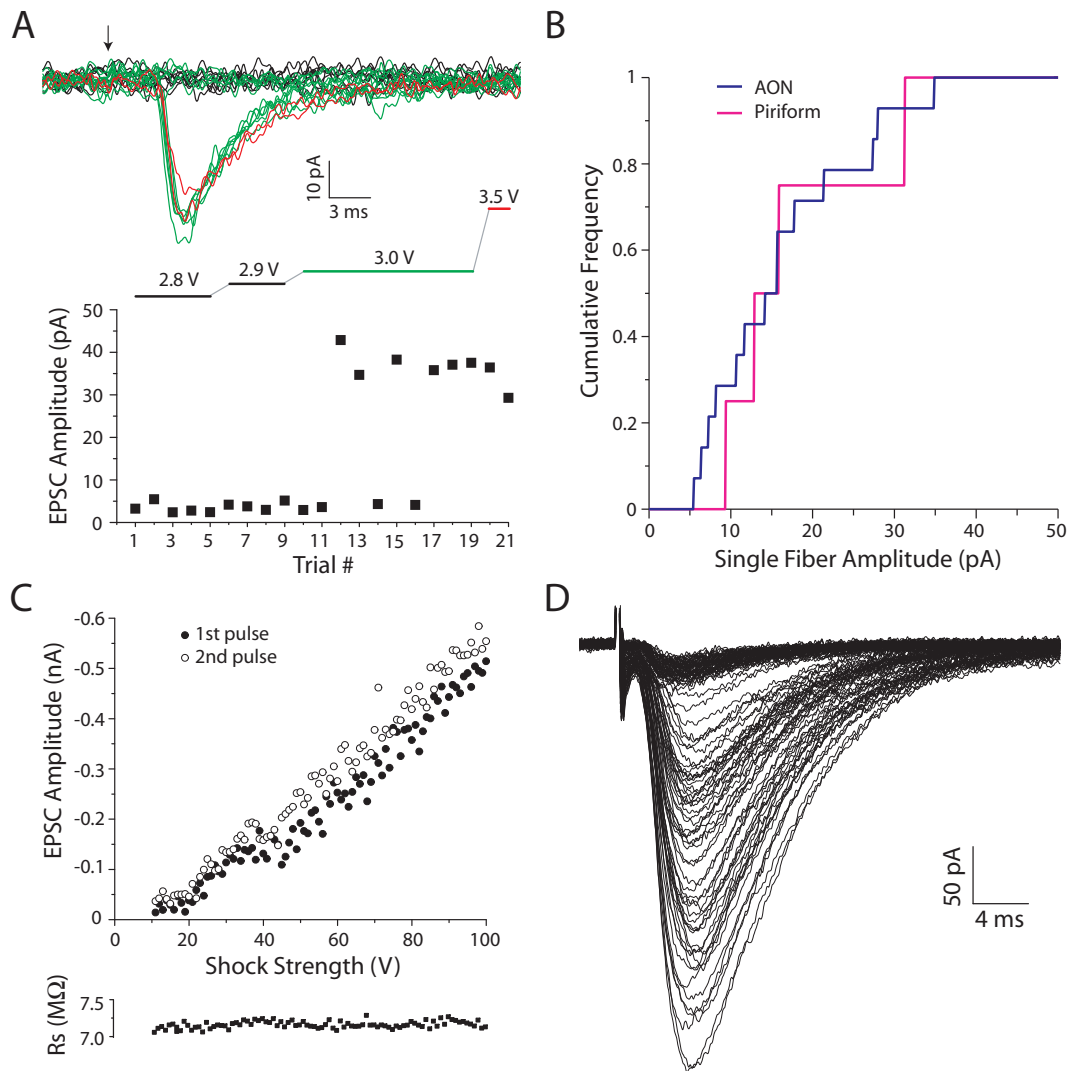 A
10 pA
3 ms
2.8 V
2.9 V
3.0 V
3.5 V
EPSC Amplitude (pA)
50
40
30
20
10
0
1 3 5 7 9 11 13 15 17 19 21
Trial #
B
AON
Piriform
Cumulative Frequency
1
0.8
0.6
0.4
0.2
0
0 10 20 30 40 50
Single Fiber Amplitude (pA)
C
1st pulse
2nd pulse
EPSC Amplitude (nA)
-0.6
-0.5
-0.4
-0.3
-0.2
-0.1
0
0 20 40 60 80 100
Shock Strength (V)
Rs (MΩ)
7.5
7.0
D
50 pA
4 ms